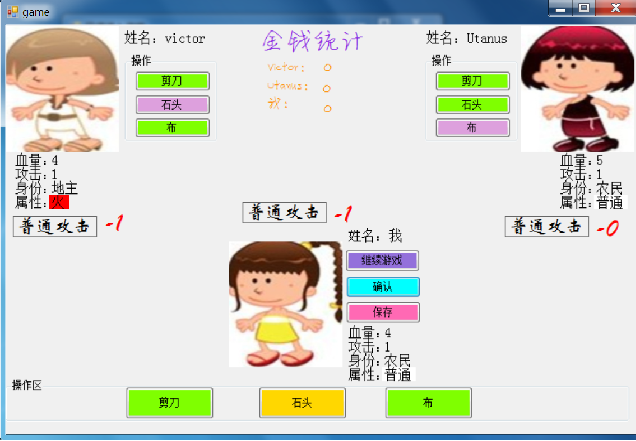 game
姓名: victor
操作
剪刀
石头
布
血量: 4
攻击: 1
身份: 地主
属性: 火
普通攻击 -1
金钱统计
Victor: 0
Utanus: 0
我: 0
姓名: Utanus
操作
剪刀
石头
布
血量: 5
攻击: 1
身份: 农民
属性: 普通
普通攻击 -0
普通攻击 -1
姓名: 我
继续游戏
确认
保存
血量: 4
攻击: 1
身份: 农民
属性: 普通
操作区
剪刀
石头
布